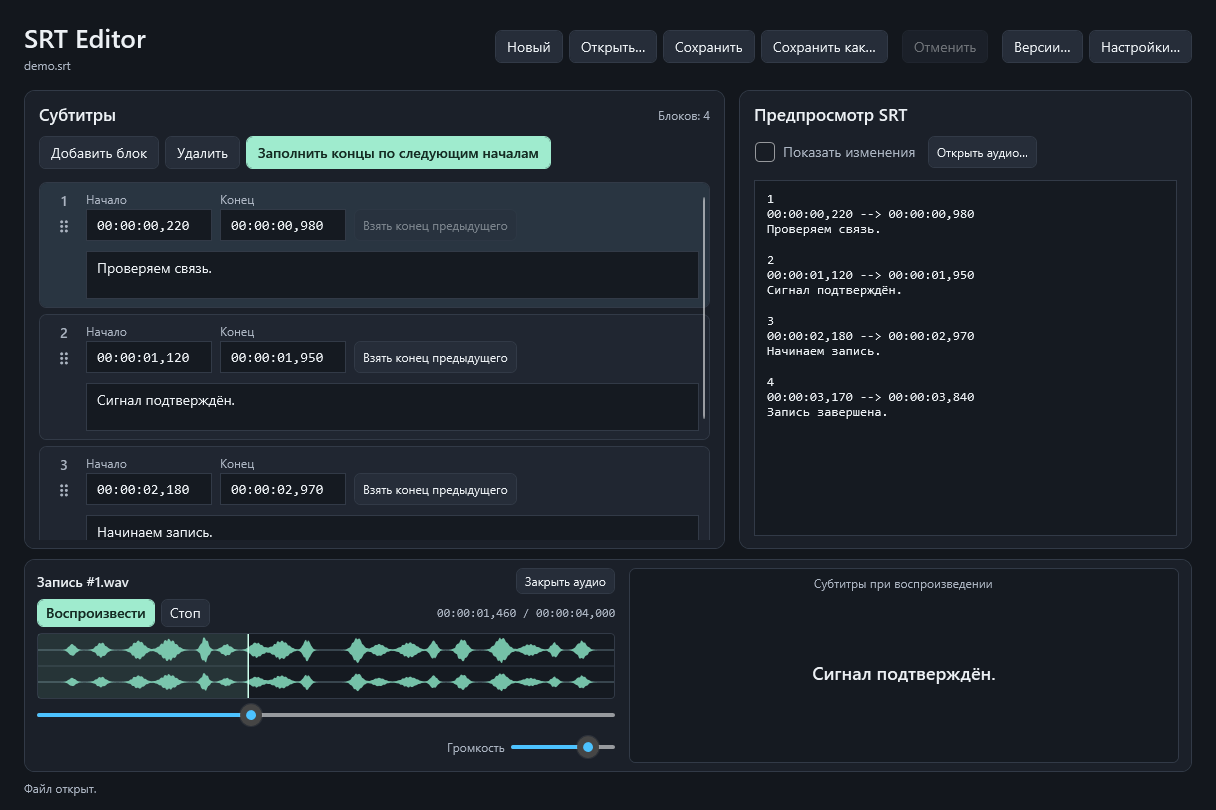 SRT Editor
demo.srt
Новый
Открыть...
Сохранить
Сохранить как...
Отменить
Версии...
Настройки...
Субтитры
Блоков: 4
Добавить блок
Удалить
Заполнить концы по следующим началам
1
Начало
Конец
00:00:00,220
00:00:00,980
Взять конец предыдущего
Проверяем связь.
2
Начало
Конец
00:00:01,120
00:00:01,950
Взять конец предыдущего
Сигнал подтверждён.
3
Начало
Конец
00:00:02,180
00:00:02,970
Взять конец предыдущего
Начинаем запись.
Предпросмотр SRT
Показать изменения
Открыть аудио...
1
00:00:00,220 --> 00:00:00,980
Проверяем связь.
2
00:00:01,120 --> 00:00:01,950
Сигнал подтверждён.
3
00:00:02,180 --> 00:00:02,970
Начинаем запись.
4
00:00:03,170 --> 00:00:03,840
Запись завершена.
Запись #1.wav
Закрыть аудио
Воспроизвести
Стоп
00:00:01,460 / 00:00:04,000
Громкость
Субтитры при воспроизведении
Сигнал подтверждён.
Файл открыт.